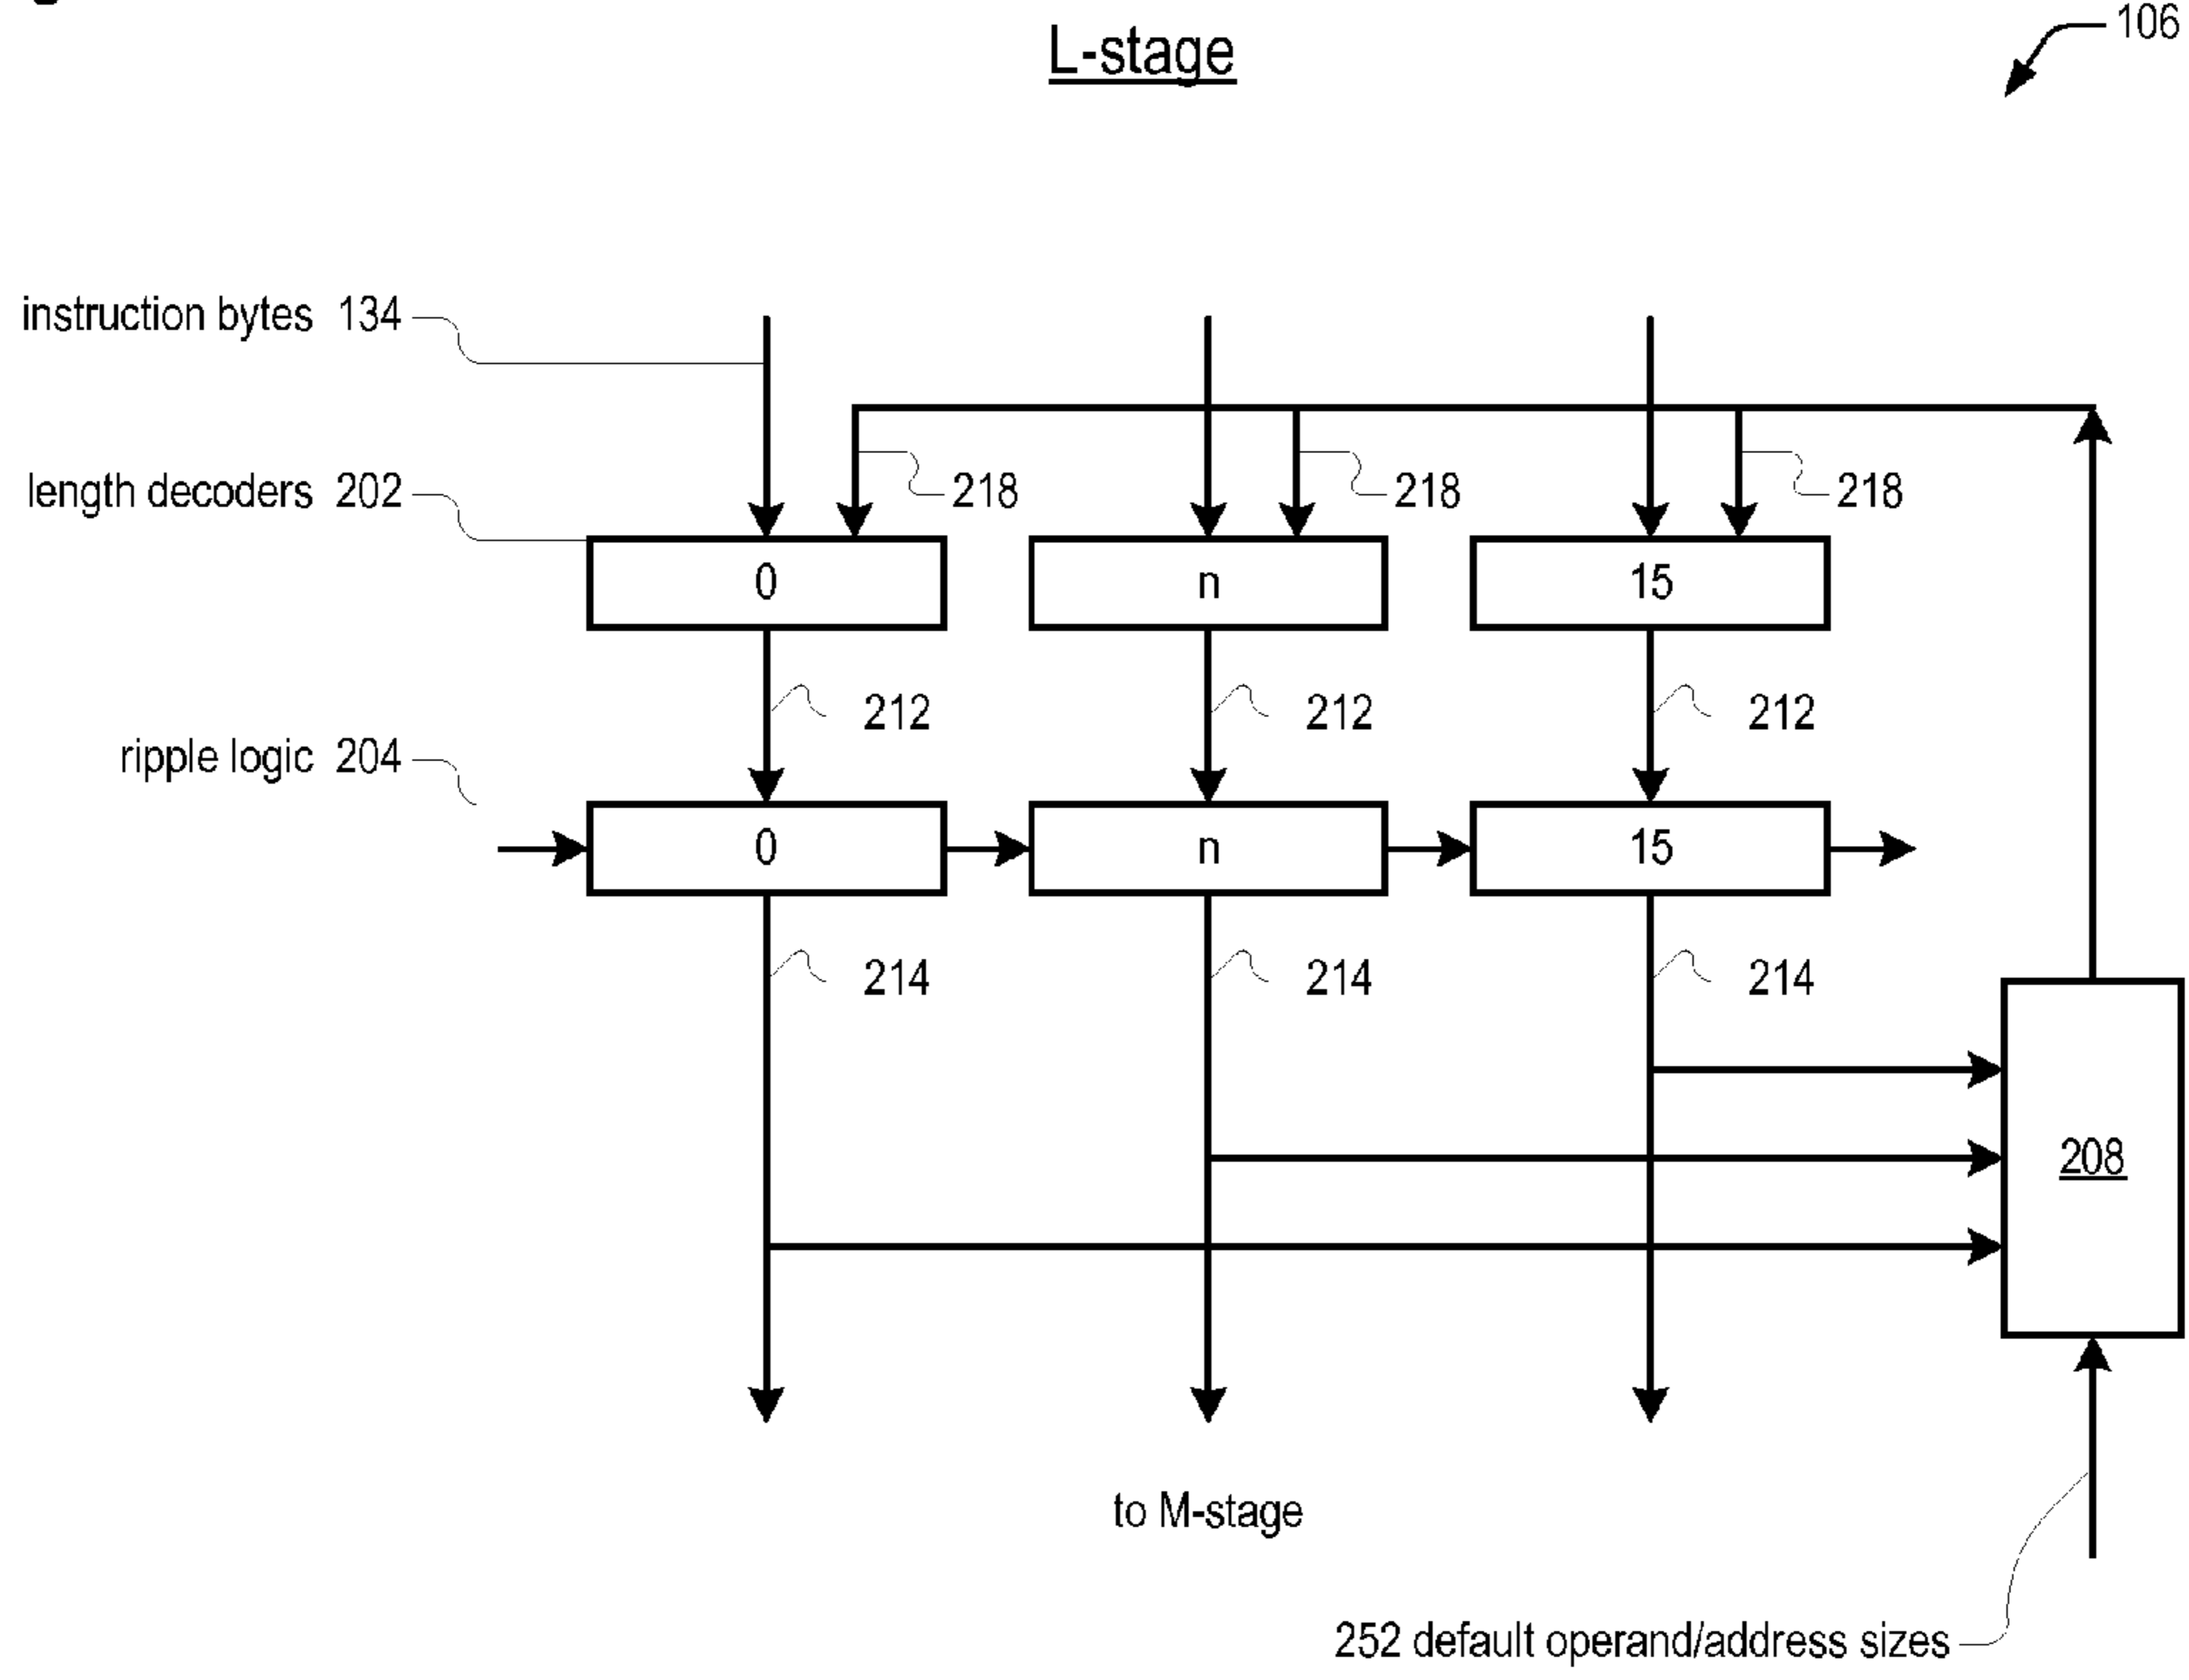 L-stage
106
instruction bytes 134
length decoders 202
218 218 218
0 n 15
212 212 212
ripple logic 204
0 n 15
214 214 214
208
to M-stage
252 default operand/address sizes